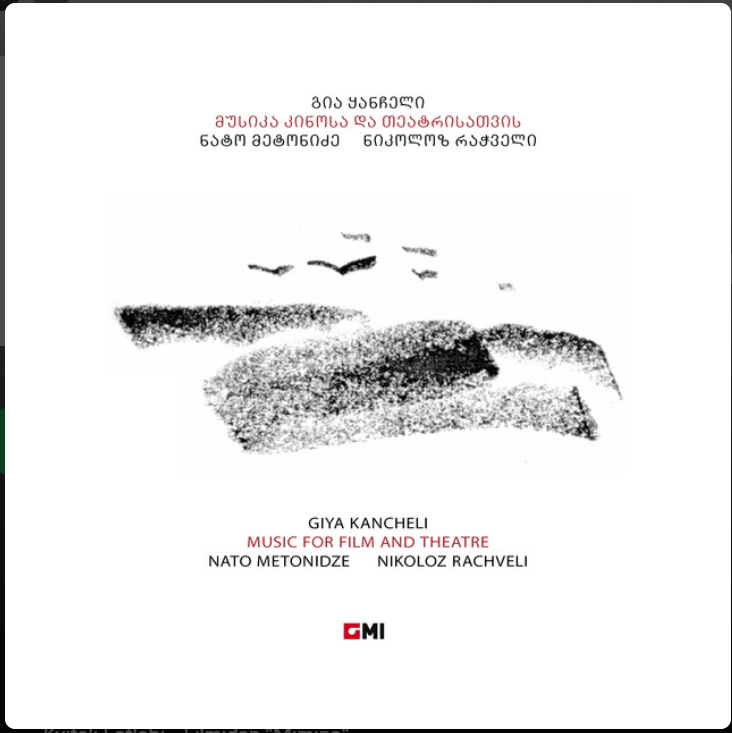 გია ყანჩელი
მუსიკა კინოსა და თეატრისათვის
ნატო მეტონიძე ნიკოლოზ რაჭველი
GIYA KANCHELI
MUSIC FOR FILM AND THEATRE
NATO METONIDZE NIKOLOZ RACHVELI
GMI